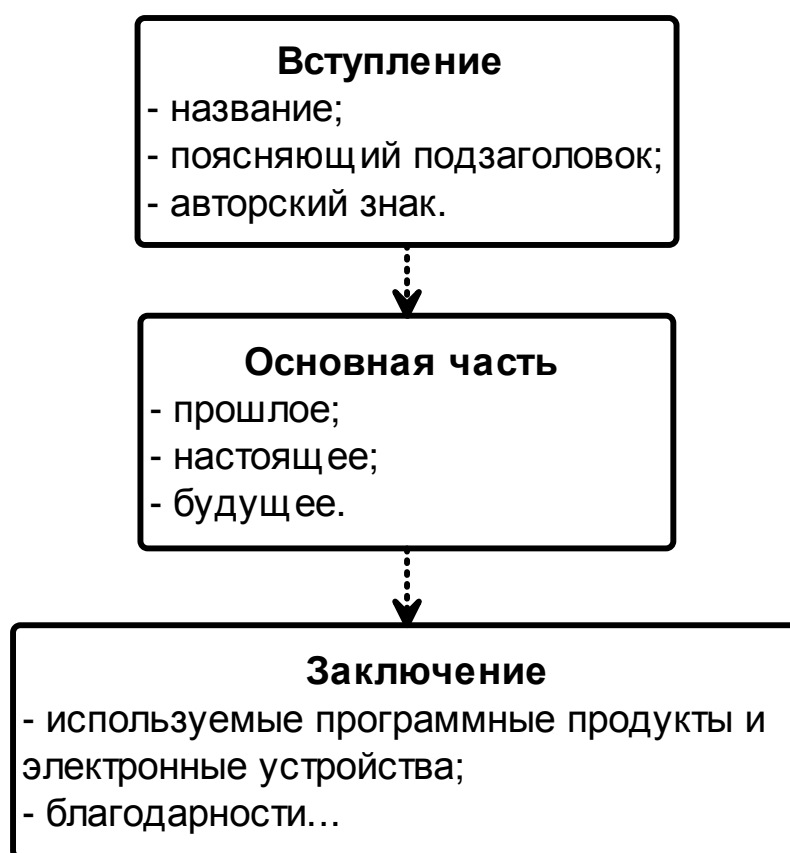 Вступление
- название;
- поясняющий подзаголовок;
- авторский знак.
Основная часть
- прошлое;
- настоящее;
- будущее.
Заключение
- используемые программные продукты и
электронные устройства;
- благодарности...